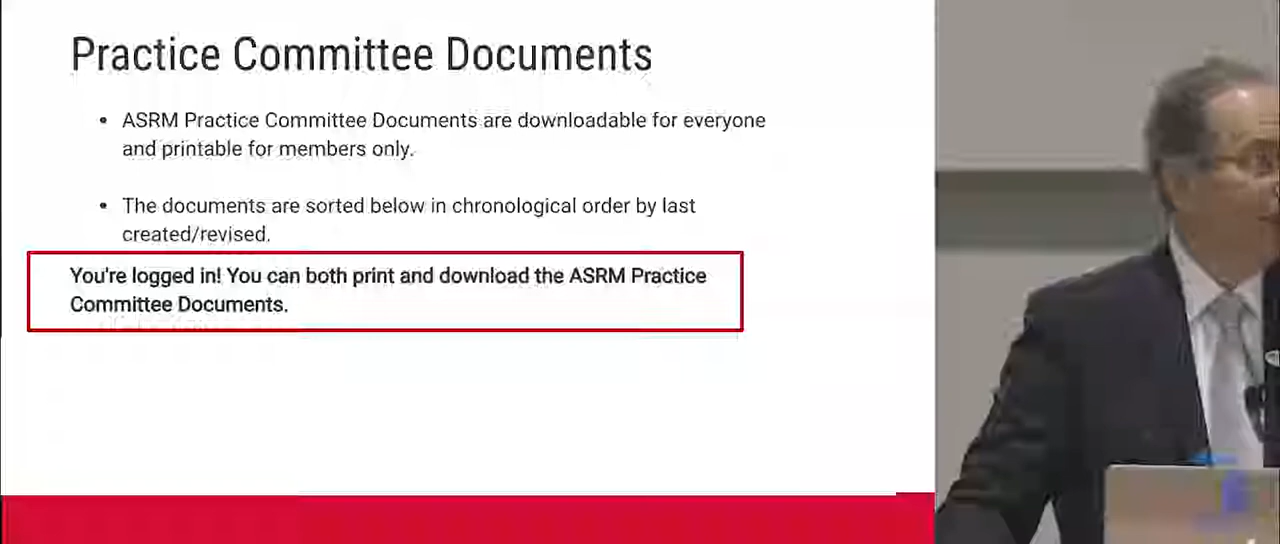 Practice Committee Documents
• ASRM Practice Committee Documents are downloadable for everyone
and printable for members only.
• The documents are sorted below in chronological order by last
created/revised.
You're logged in! You can both print and download the ASRM Practice
Committee Documents.